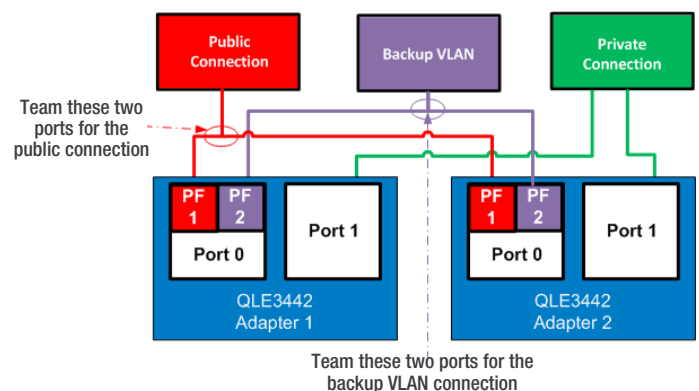 Public
Connection
Backup VLAN
Private
Connection
Team these two
ports for the
public connection
PF
1
PF
2
Port 0
Port 1
QLE3442
Adapter 1
PF
1
PF
2
Port 0
Port 1
QLE3442
Adapter 2
Team these two ports for the
backup VLAN connection